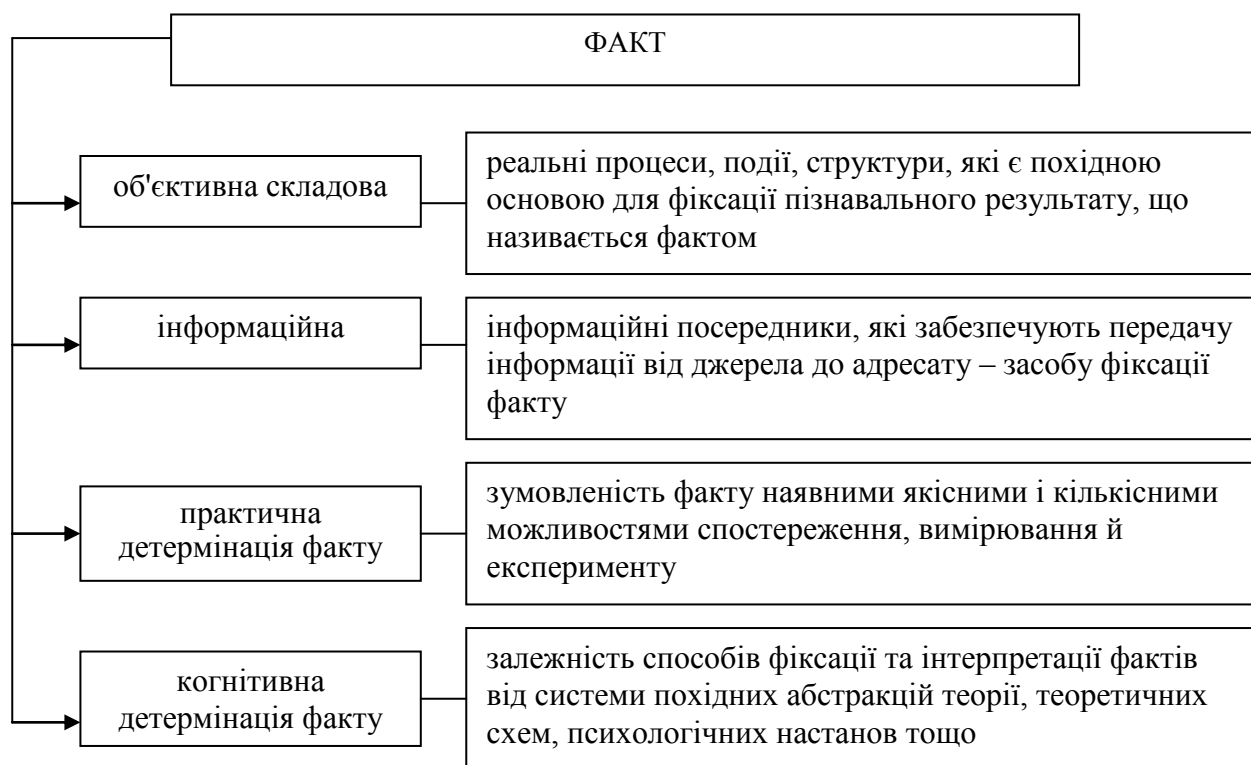 ФАКТ
об'єктивна складова
реальні процеси, події, структури, які є похідною
основою для фіксації пізнавального результату, що
називається фактом
інформаційна
інформаційні посередники, які забезпечують передачу
інформації від джерела до адресату – засобу фіксації
факту
практична
детермінація факту
зумовленість факту наявними якісними і кількісними
можливостями спостереження, вимірювання й
експерименту
когнітивна
детермінація факту
залежність способів фіксації та інтерпретації фактів
від системи похідних абстракцій теорії, теоретичних
схем, психологічних настанов тощо